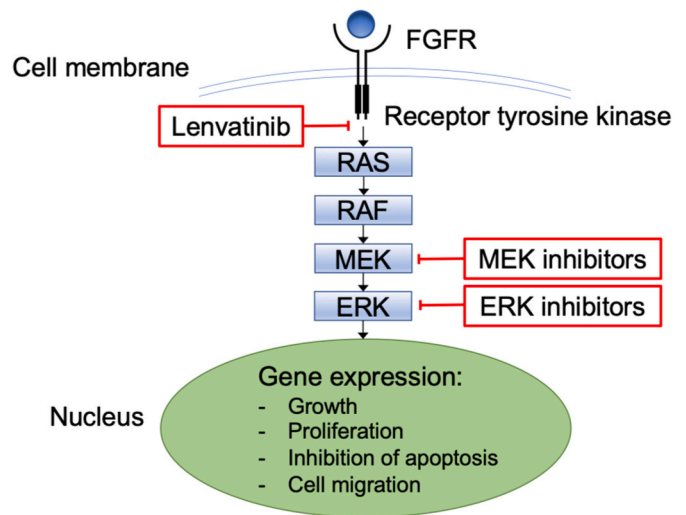 FGFR
Cell membrane
Receptor tyrosine kinase
Lenvatinib
RAS
RAF
MEK
MEK inhibitors
ERK
ERK inhibitors
Gene expression:
- Growth
- Proliferation
- Inhibition of apoptosis
- Cell migration
Nucleus